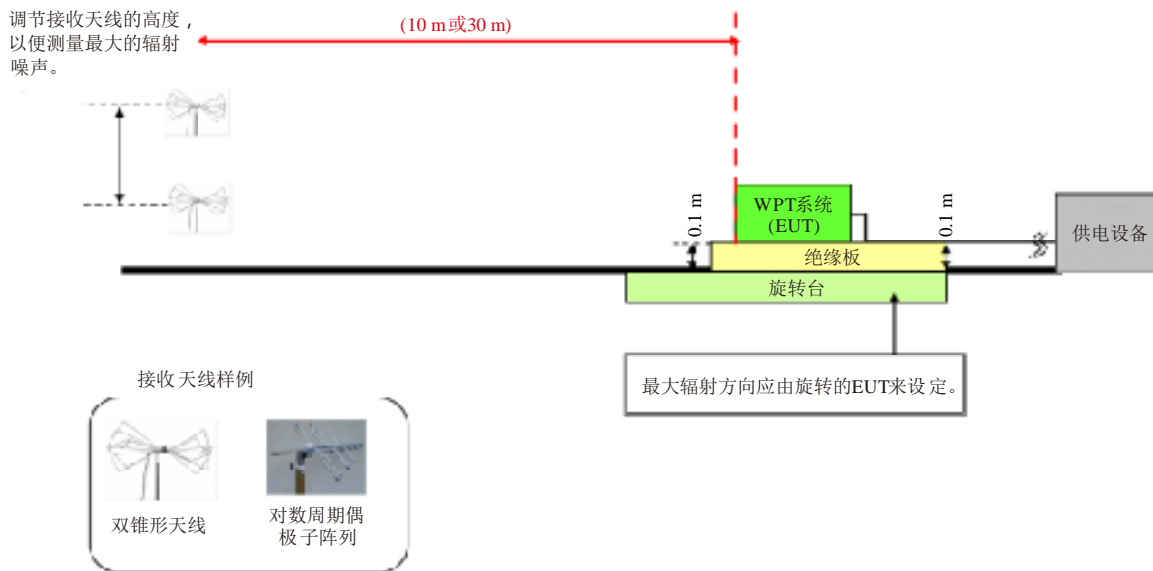 调节接收天线的高度，
以便测量最大的辐射
噪声。
(10 m或30 m)
0.1 m
WPT系统
(EUT)
0.1 m
供电设备
绝缘板
旋转台
最大辐射方向应由旋转的EUT来设定。
接收天线样例
双锥形天线
对数周期偶
极子阵列